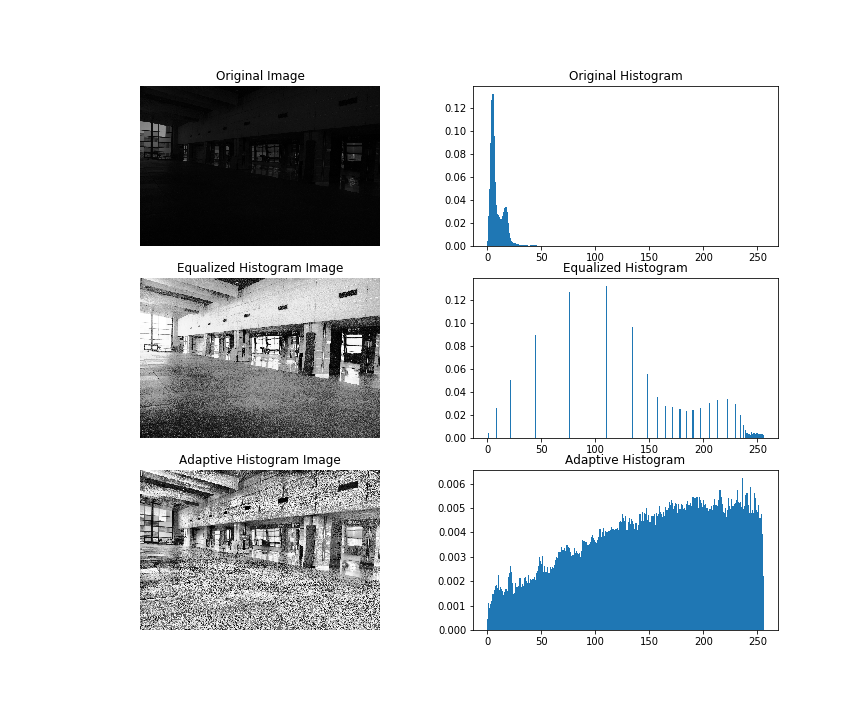 Original Image
Original Histogram
0.12
0.10
0.08
0.06
0.04
0.02
0.00
0 50 100 150 200 250
Equalized Histogram Image
Equalized Histogram
0.12
0.10
0.08
0.06
0.04
0.02
0.00
0 50 100 150 200 250
Adaptive Histogram Image
Adaptive Histogram
0.006
0.005
0.004
0.003
0.002
0.001
0.000
0 50 100 150 200 250